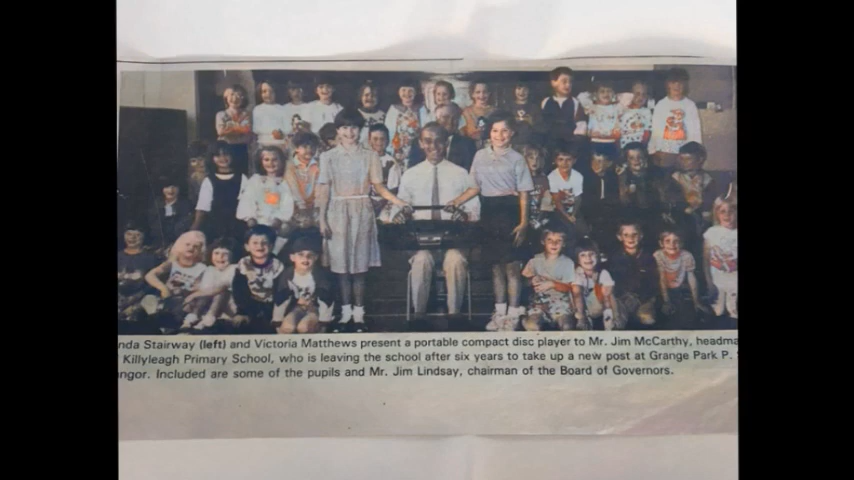 nda Stairway (left) and Victoria Matthews present a portable compact disc player to Mr. Jim McCarthy, headma
Killyleagh Primary School, who is leaving the school after six years to take up a new post at Grange Park P.
ngor. Included are some of the pupils and Mr. Jim Lindsay, chairman of the Board of Governors.